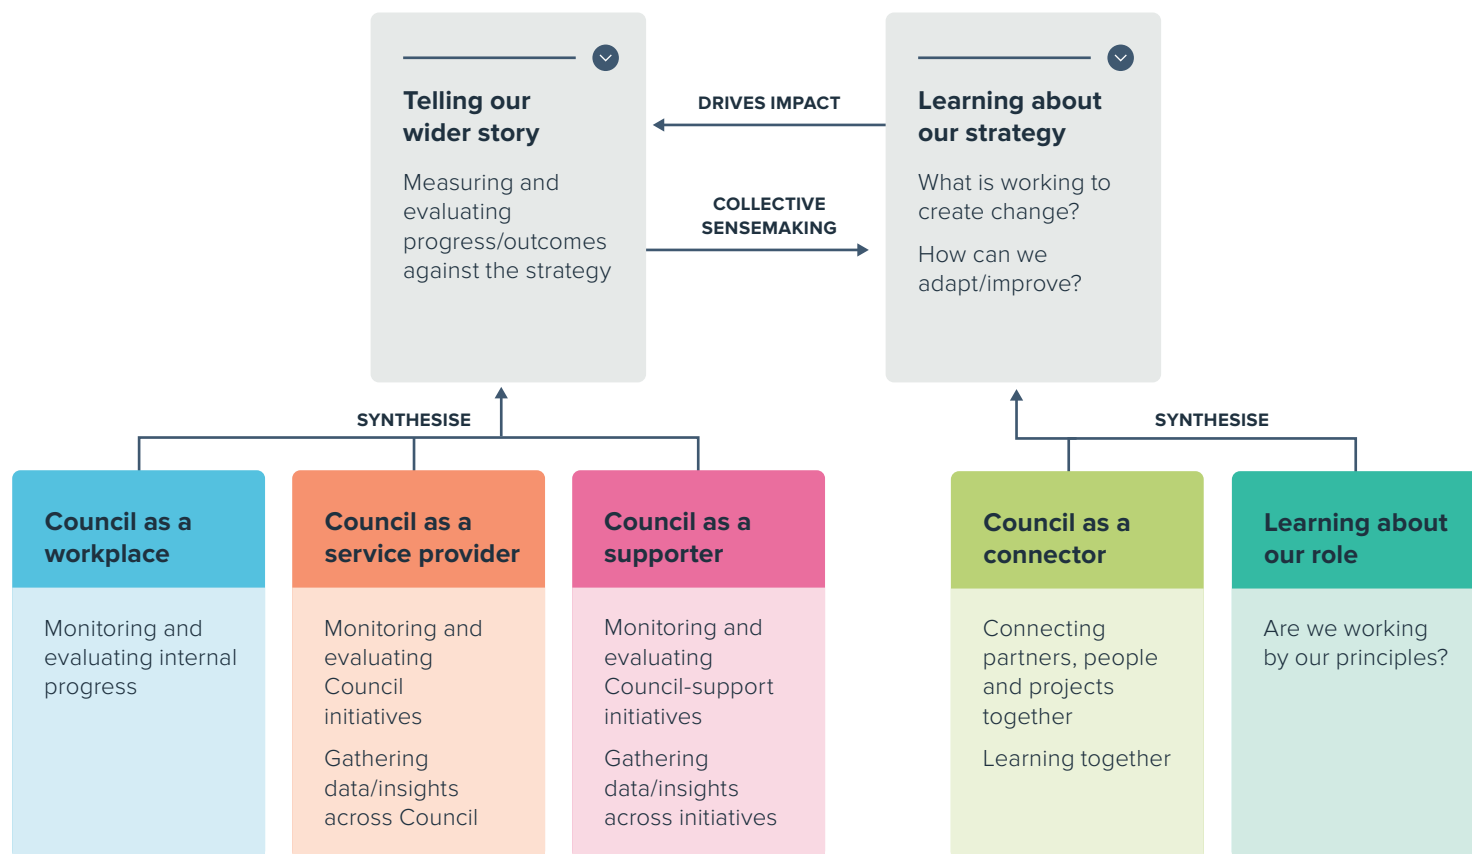 Telling our
wider story
Measuring and
evaluating
progress/outcomes
against the strategy
DRIVES IMPACT
COLLECTIVE
SENSEMAKING
Learning about
our strategy
What is working to
create change?
How can we
adapt/improve?
SYNTHESISE
SYNTHESISE
Council as a
workplace
Monitoring and
evaluating internal
progress
Council as a
service provider
Monitoring and
evaluating
Council
initiatives
Gathering
data/insights
across Council
Council as a
supporter
Monitoring and
evaluating
Council-support
initiatives
Gathering
data/insights
across initiatives
Council as a
connector
Connecting
partners, people
and projects
together
Learning together
Learning about
our role
Are we working
by our principles?